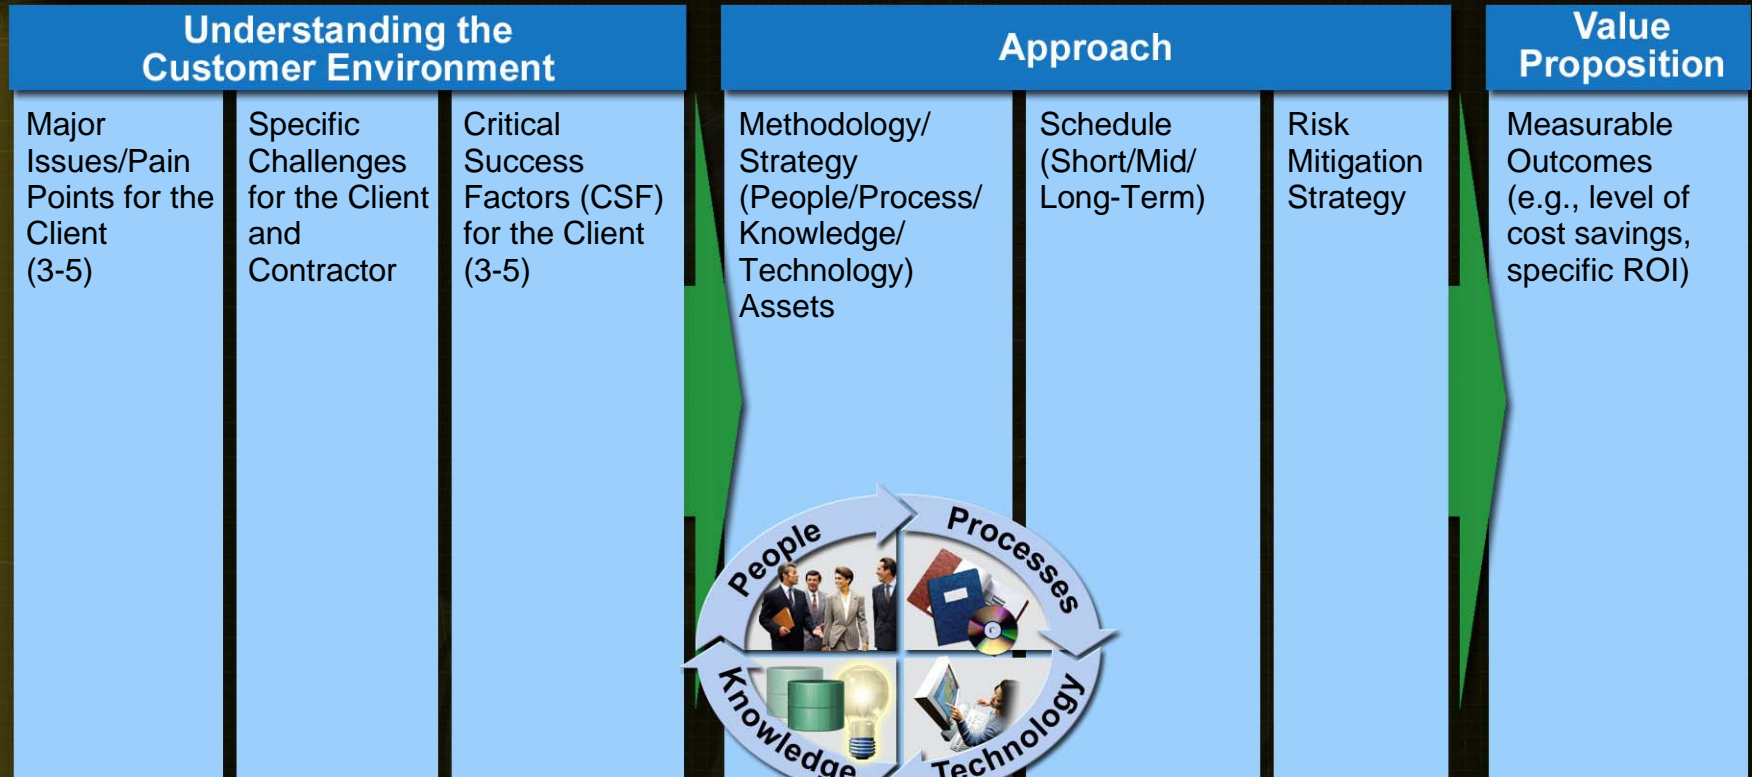 Understanding the
Customer Environment
Approach
Value
Proposition
Major
Issues/Pain
Points for the
Client
(3-5)
Specific
Challenges
for the Client
and
Contractor
Critical
Success
Factors (CSF)
for the Client
(3-5)
Methodology/
Strategy
(People/Process/
Knowledge/
Technology)
Assets
Schedule
(Short/Mid/
Long-Term)
Risk
Mitigation
Strategy
Measurable
Outcomes
(e.g., level of
cost savings,
specific ROI)
People
Processes
Knowledge
Technology